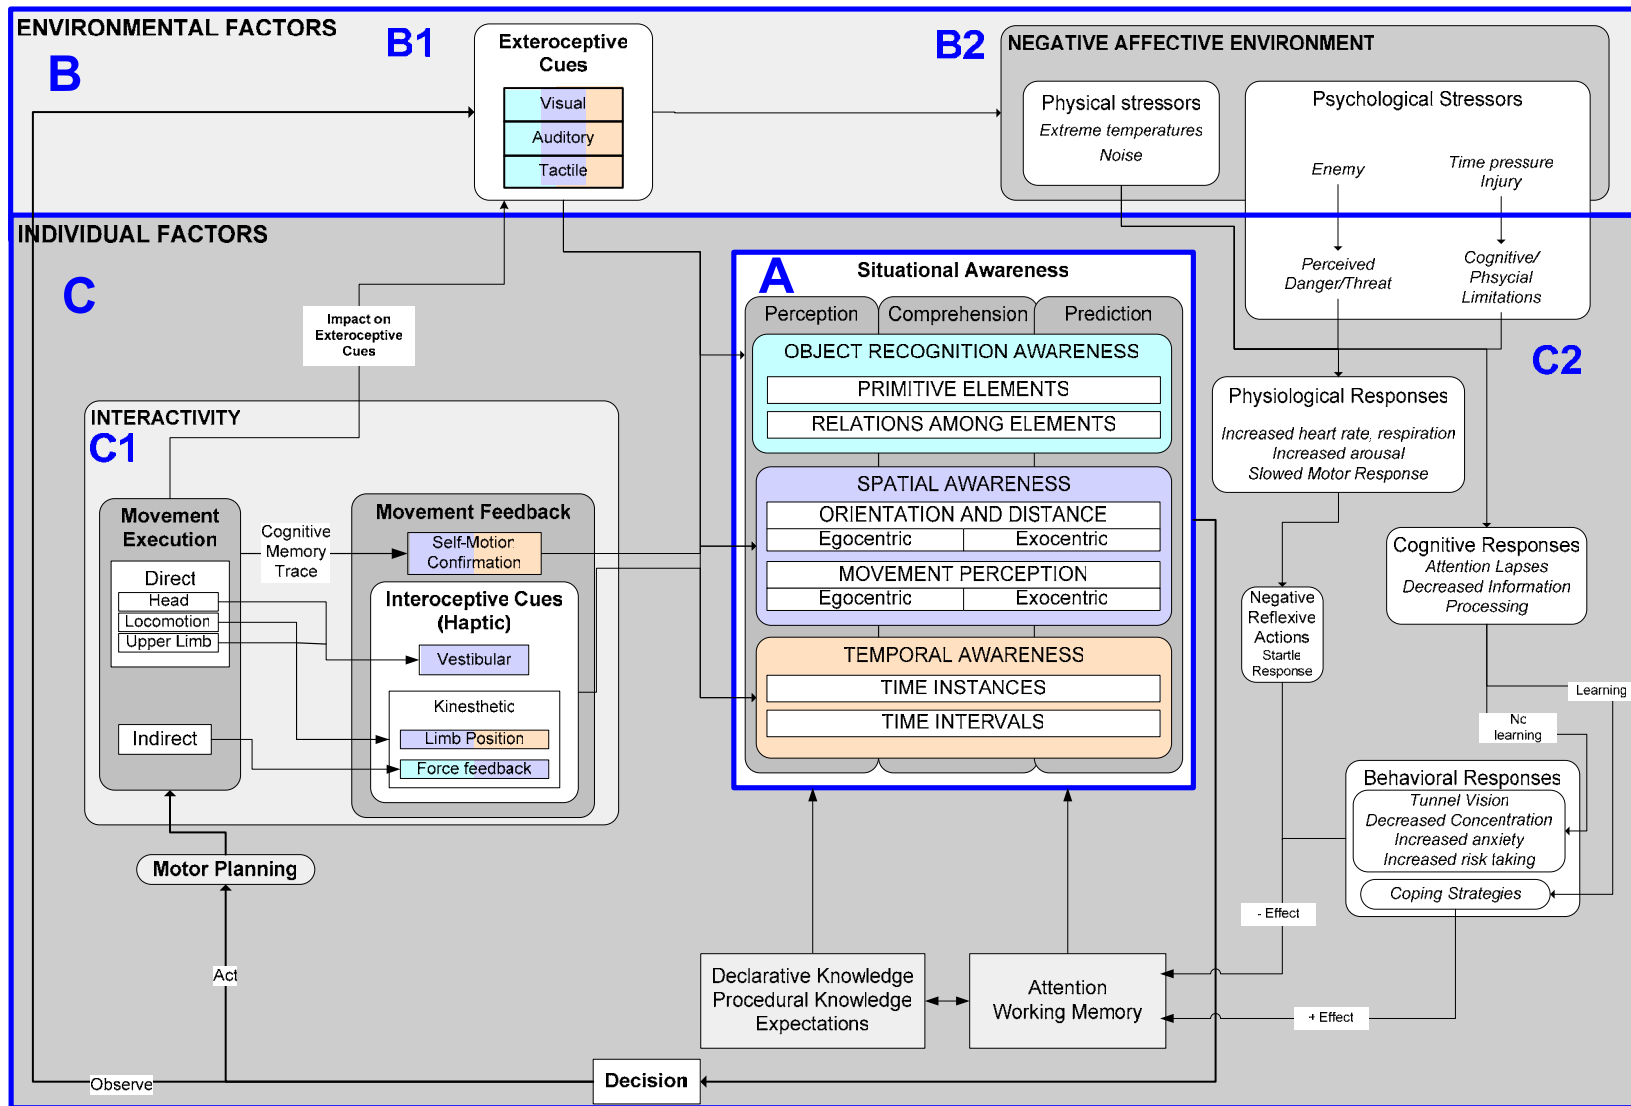 ENVIRONMENTAL FACTORS
B
B1
Exteroceptive
Cues
Visual
Auditory
Tactile
B2
NEGATIVE AFFECTIVE ENVIRONMENT
Physical stressors
Extreme temperatures
Noise
Psychological Stressors
Enemy
Time pressure
Injury
Perceived
Danger/Threat
Cognitive/
Phsycial
Limitations
INDIVIDUAL FACTORS
C
Impact on
Exteroceptive
Cues
A
Situational Awareness
Perception
Comprehension
Prediction
OBJECT RECOGNITION AWARENESS
PRIMITIVE ELEMENTS
RELATIONS AMONG ELEMENTS
SPATIAL AWARENESS
ORIENTATION AND DISTANCE
Egocentric
Exocentric
MOVEMENT PERCEPTION
Egocentric
Exocentric
TEMPORAL AWARENESS
TIME INSTANCES
TIME INTERVALS
C2
Physiological Responses
Increased heart rate, respiration
Increased arousal
Slowed Motor Response
Cognitive Responses
Attention Lapses
Decreased Information
Processing
Negative
Reflexive
Actions
Startle
Response
Learning
No
learning
Behavioral Responses
Tunnel Vision
Decreased Concentration
Increased anxiety
Increased risk taking
Coping Strategies
- Effect
+ Effect
INTERACTIVITY
C1
Movement
Execution
Direct
Head
Locomotion
Upper Limb
Indirect
Cognitive
Memory
Trace
Movement Feedback
Self-Motion
Confirmation
Interoceptive Cues
(Haptic)
Vestibular
Kinesthetic
Limb Position
Force feedback
Motor Planning
Act
Declarative Knowledge
Procedural Knowledge
Expectations
Attention
Working Memory
Observe
Decision